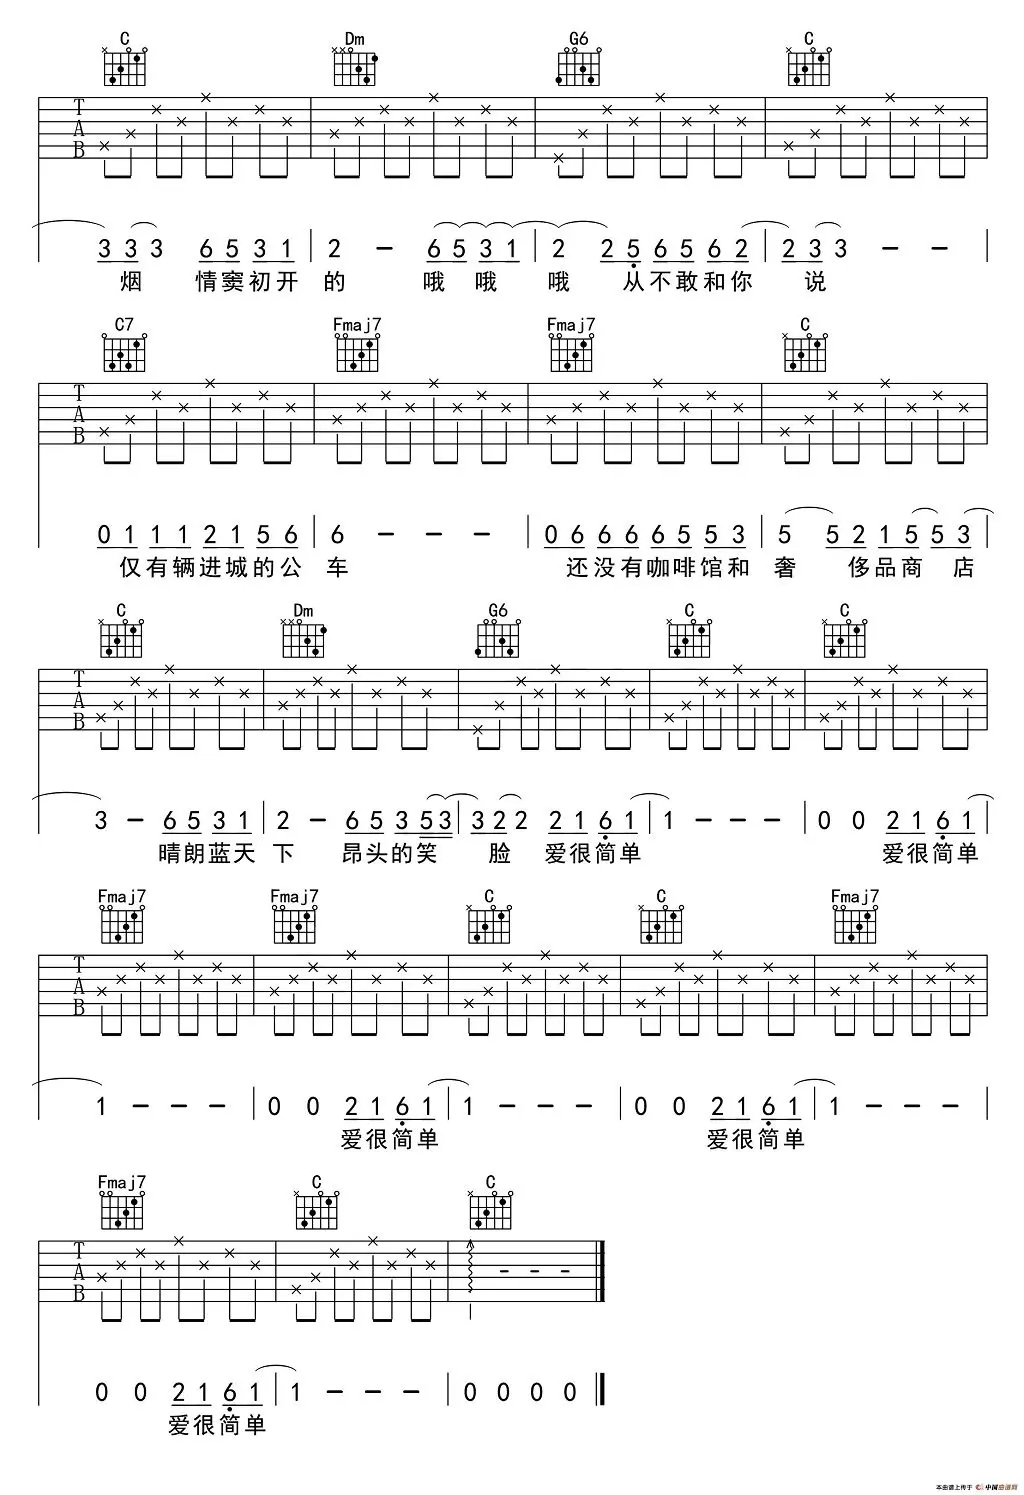 C Dm G6 C
T A B
3 3 3 6 5 3 1 | 2 - 6 5 3 1 | 2 2 5 6 5 6 2 | 2 3 3 - - |
烟 情窦初开 的 哦 哦 哦 从不敢和你 说
C7 Fmaj7 Fmaj7 C
T A B
0 1 1 1 2 1 5 6 | 6 - - - | 0 6 6 6 6 5 5 3 | 5 5 2 1 5 5 3 |
仅有辆进城的公 车 还没有咖啡馆和 奢 侈品商 店
C Dm G6 C C
T A B
3 - 6 5 3 1 | 2 - 6 5 3 5 3 | 3 2 2 2 1 6 1 | 1 - - - | 0 0 2 1 6 1 |
晴朗蓝天 下 昂头的笑 脸 爱很简单 爱很简单
Fmaj7 Fmaj7 C C Fmaj7
T A B
1 - - - | 0 0 2 1 6 1 | 1 - - - | 0 0 2 1 6 1 | 1 - - - |
爱很简单 爱很简单
Fmaj7 C C
T A B
0 0 2 1 6 1 | 1 - - - | 0 0 0 0
爱很简单
本曲谱上传于 中国曲谱网